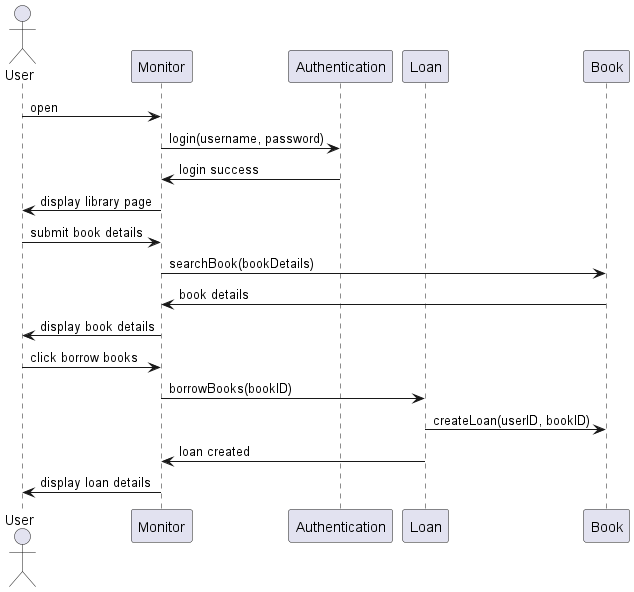 User
Monitor
Authentication
Loan
Book
open
login(username, password)
login success
display library page
submit book details
searchBook(bookDetails)
book details
display book details
click borrow books
borrowBooks(bookID)
createLoan(userID, bookID)
loan created
display loan details
User
Monitor
Authentication
Loan
Book